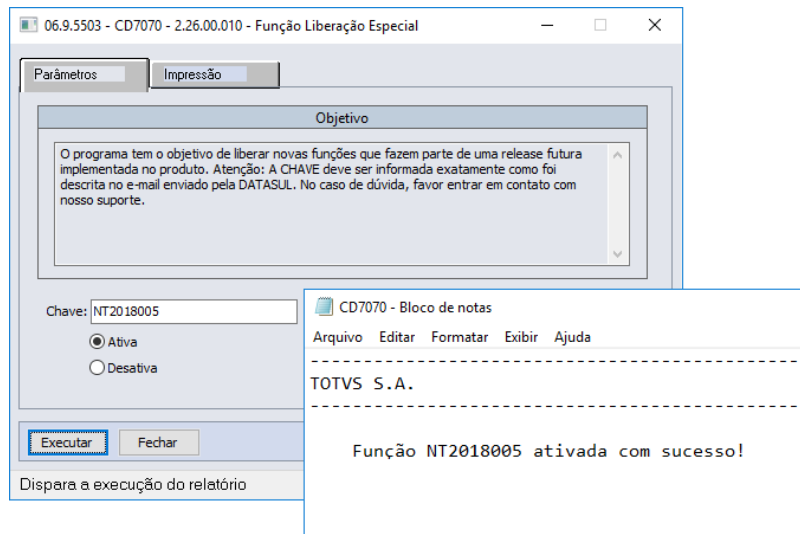 06.9.5503 - CD7070 - 2.26.00.010 - Função Liberação Especial
Parâmetros
Impressão
Objetivo
O programa tem o objetivo de liberar novas funções que fazem parte de uma release futura
implementada no produto. Atenção: A CHAVE deve ser informada exatamente como foi
descrita no e-mail enviado pela DATASUL. No caso de dúvida, favor entrar em contato com
nosso suporte.
Chave: NT2018005
Ativa
Desativa
Executar
Fechar
Dispara a execução do relatório
CD7070 - Bloco de notas
Arquivo Editar Formatar Exibir Ajuda
---------------------------------------------
TOTVS S.A.
---------------------------------------------
Função NT2018005 ativada com sucesso!